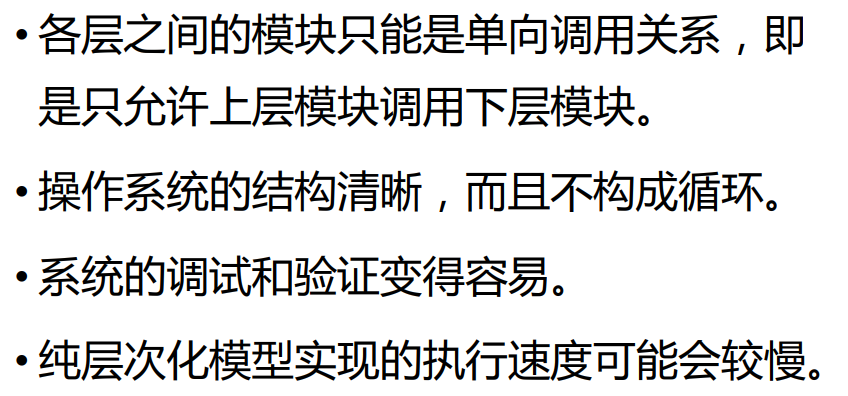 • 各层之间的模块只能是单向调用关系，即
是只允许上层模块调用下层模块。
• 操作系统的结构清晰，而且不构成循环。
• 系统的调试和验证变得容易。
• 纯层次化模型实现的执行速度可能会较慢。